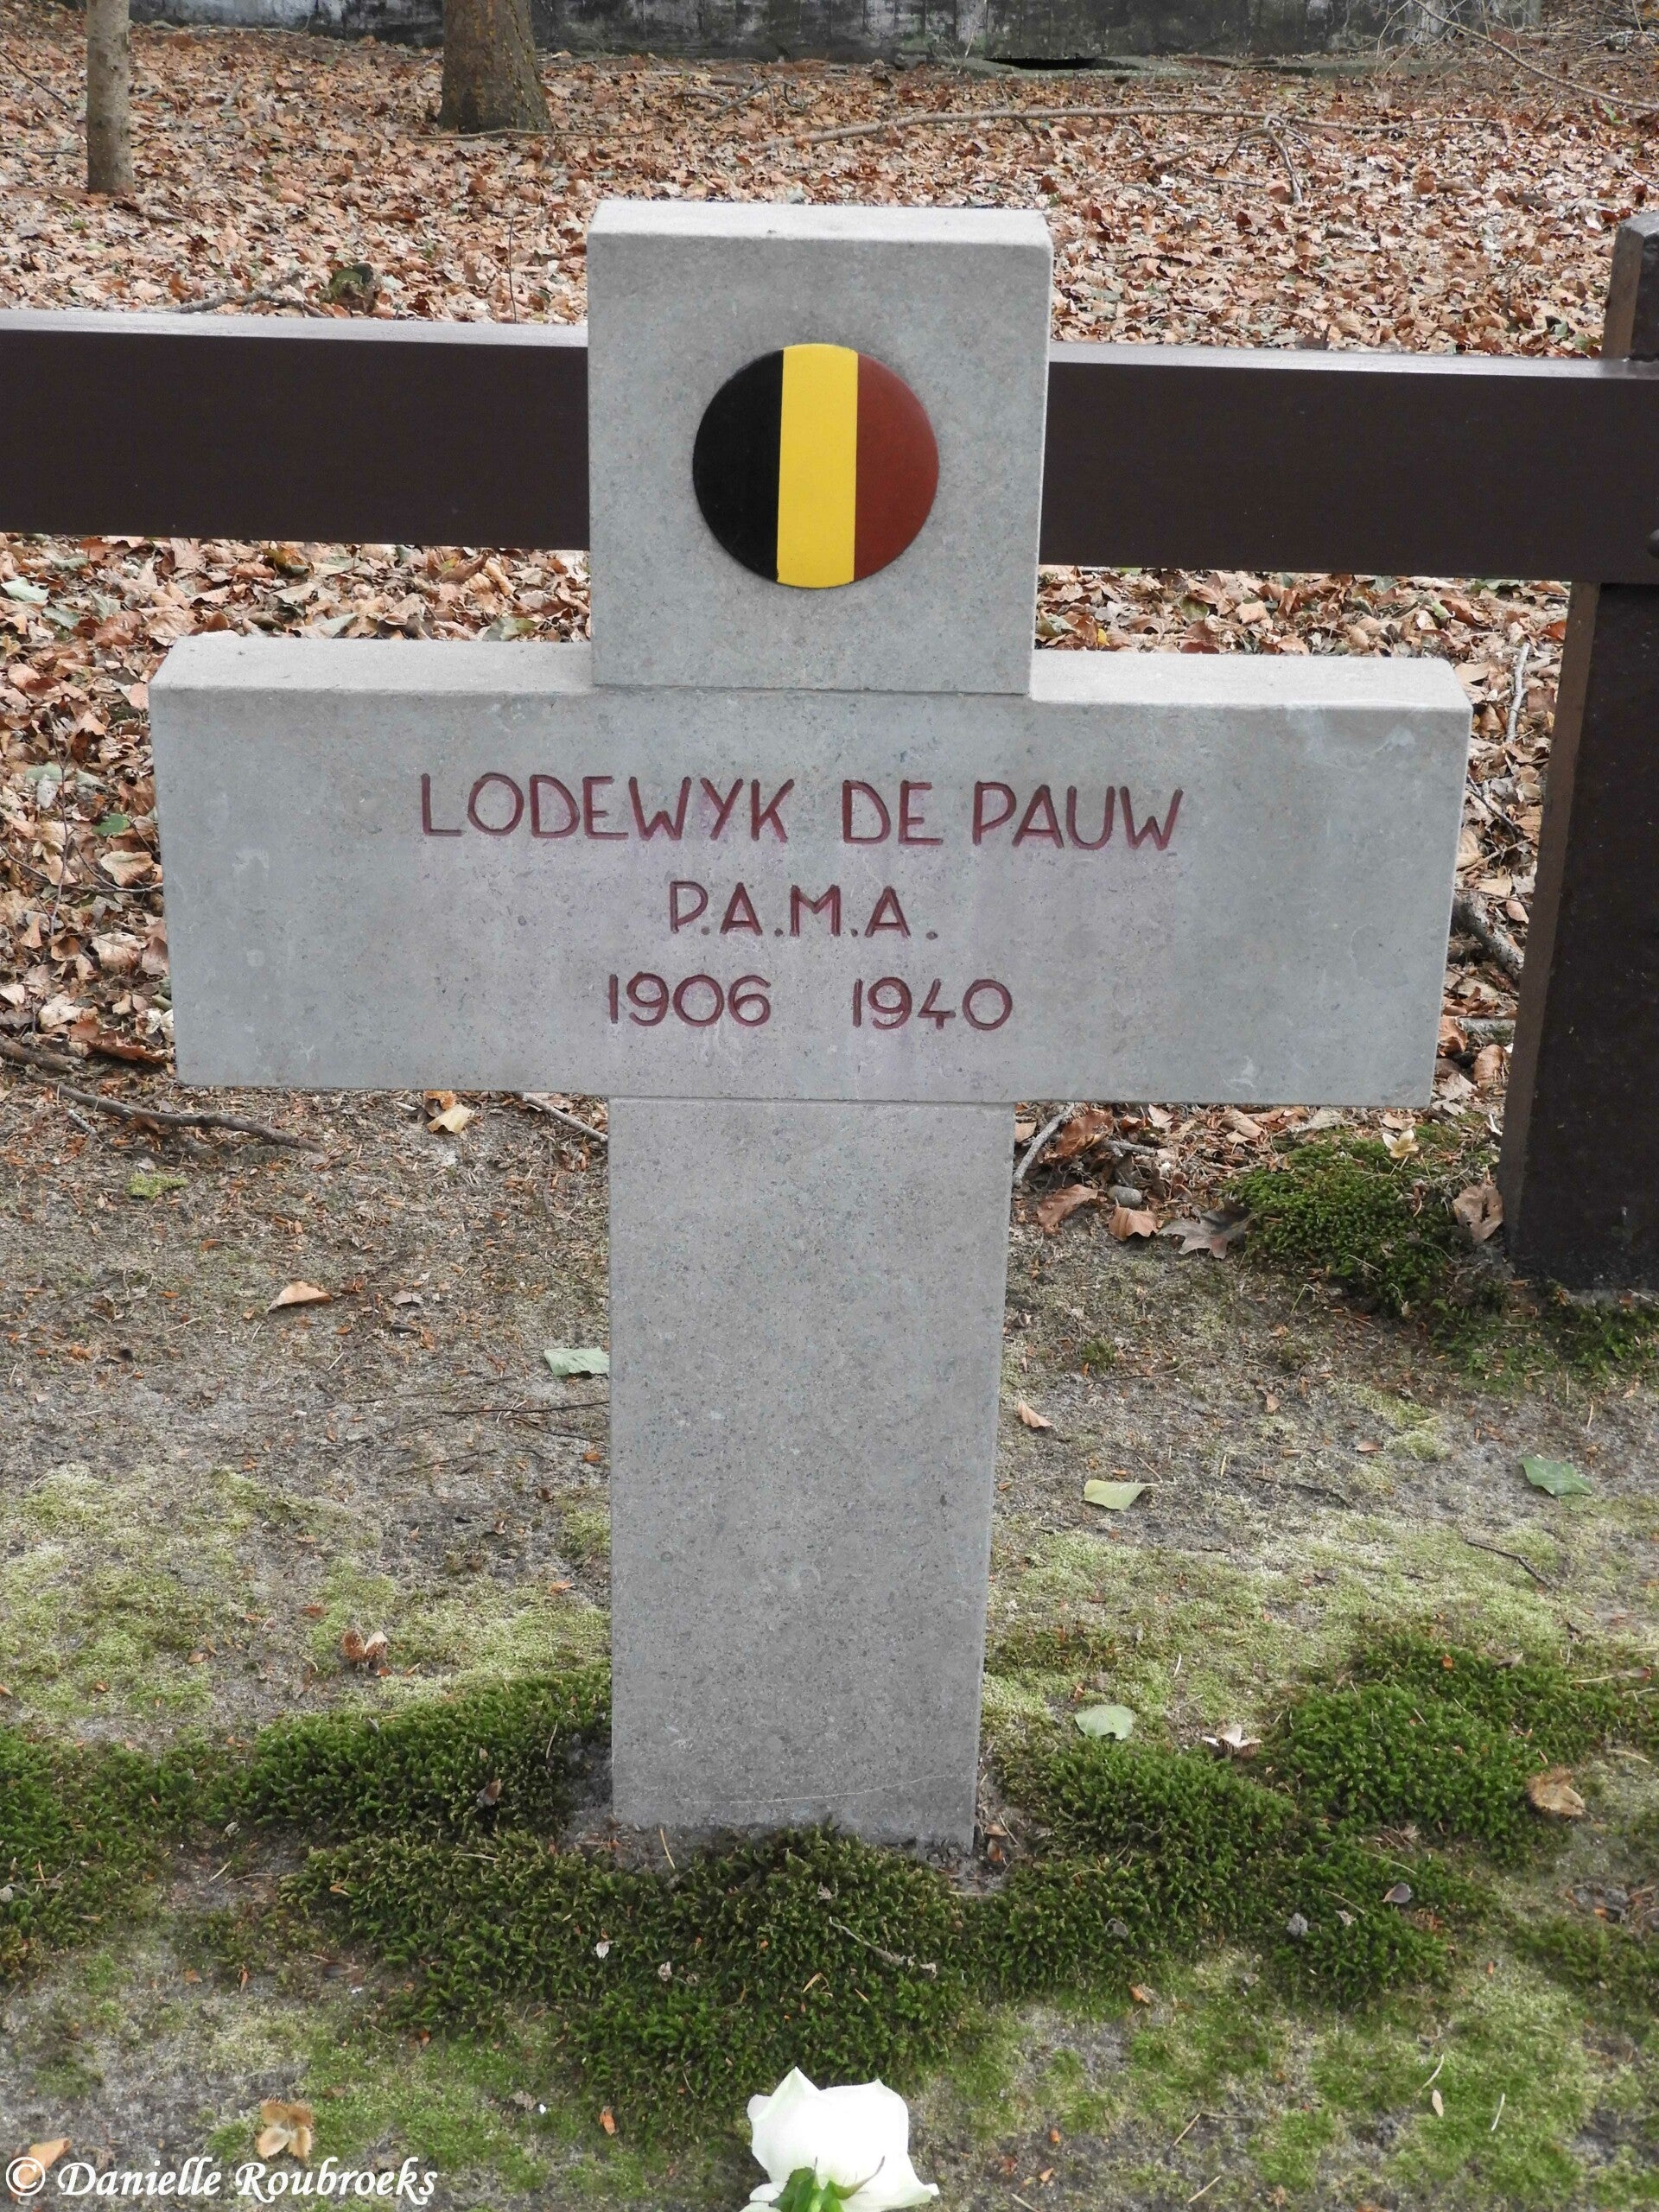 LODEWYK DE PAUW
P.A.M.A.
1906 1940
© Danielle Roubroeks